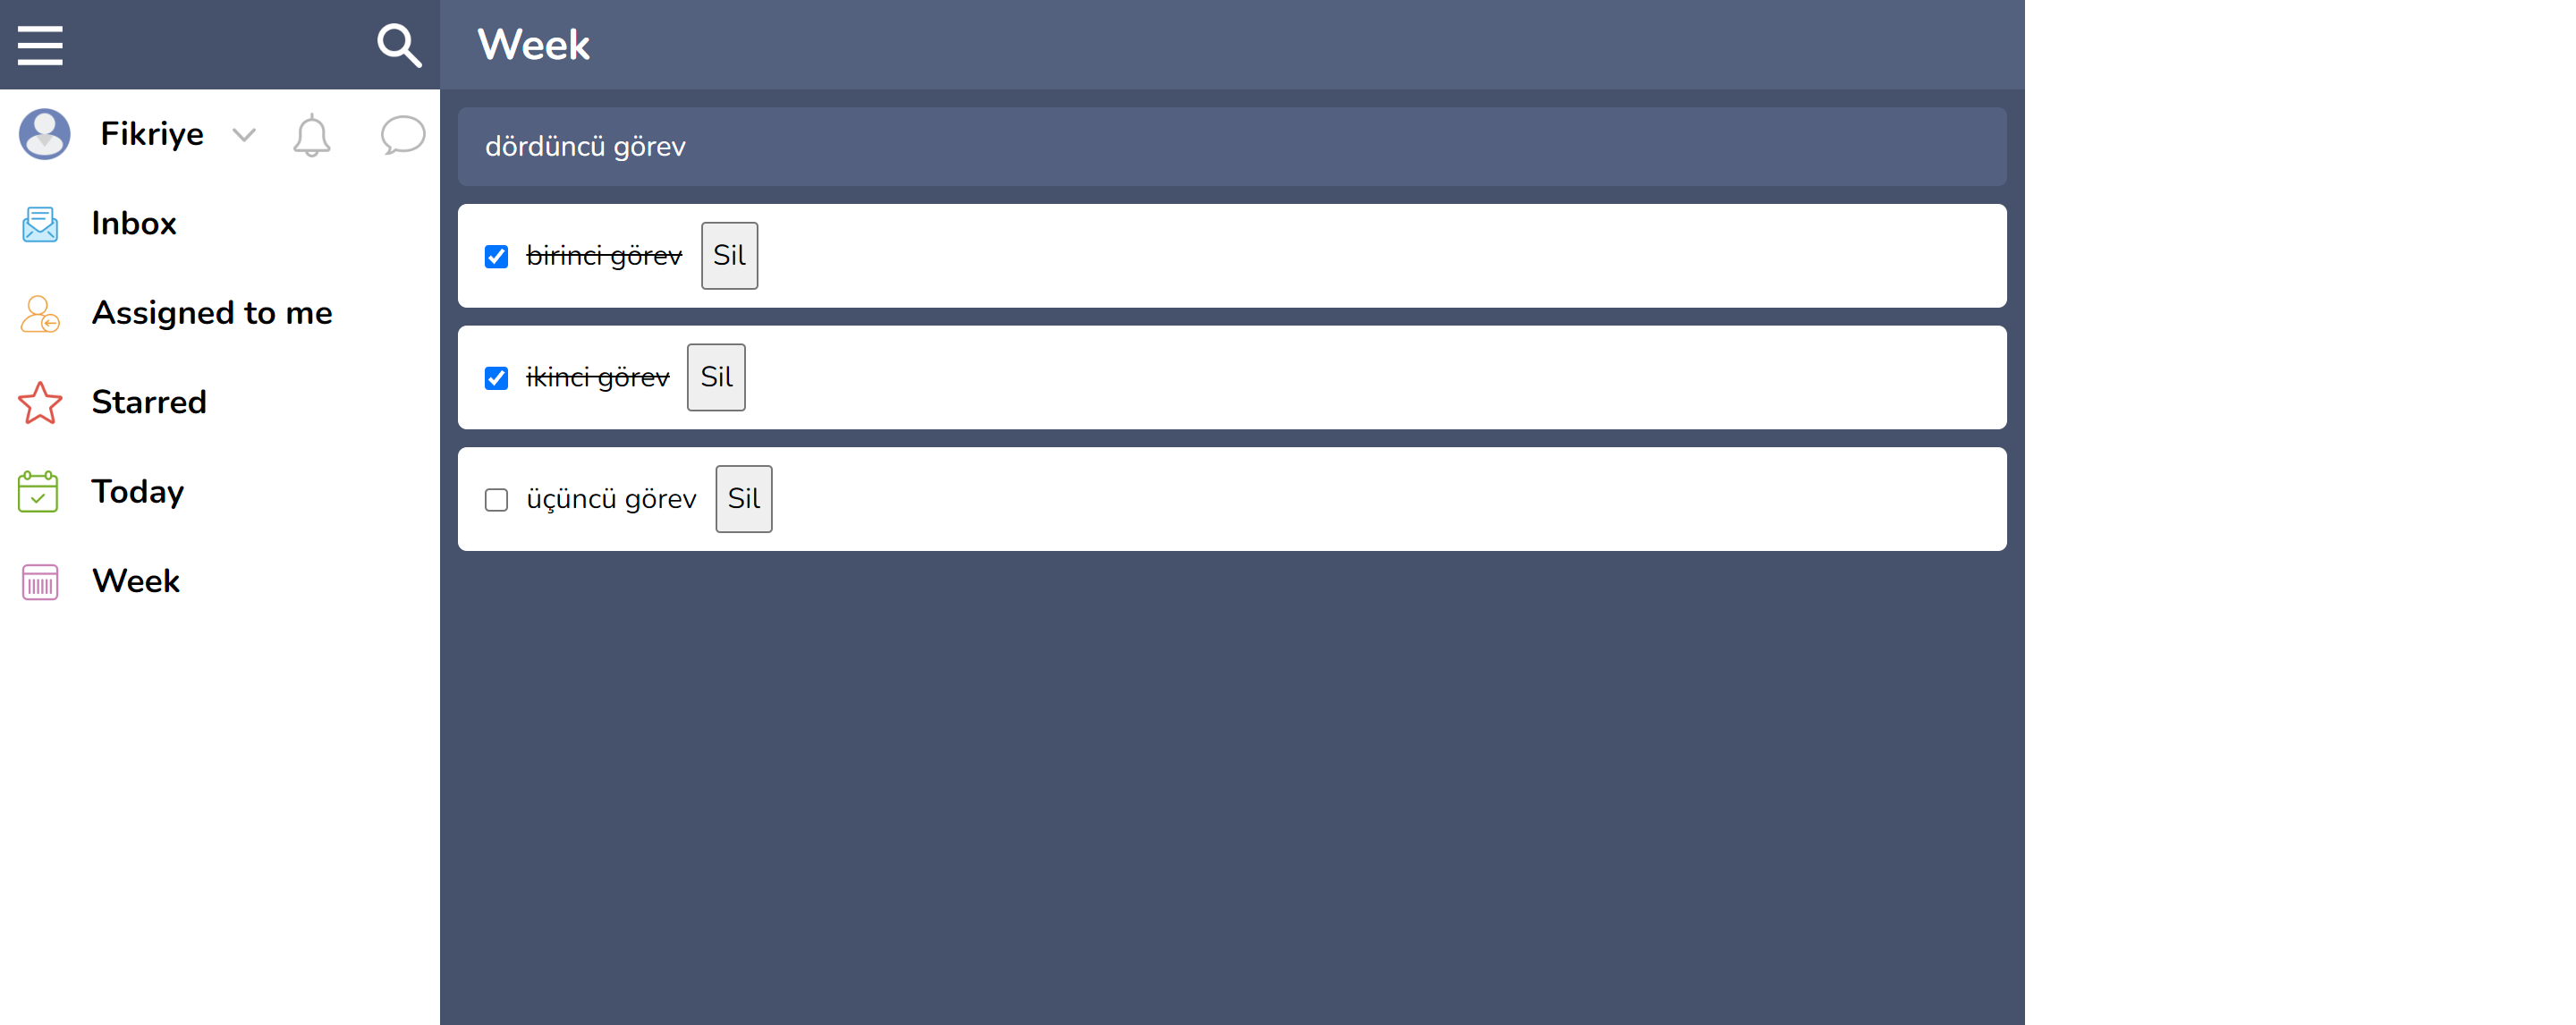 Week
Fikriye
Inbox
Assigned to me
Starred
Today
Week
dördüncü görev
birinci görev Sil
ikinci görev Sil
üçüncü görev Sil